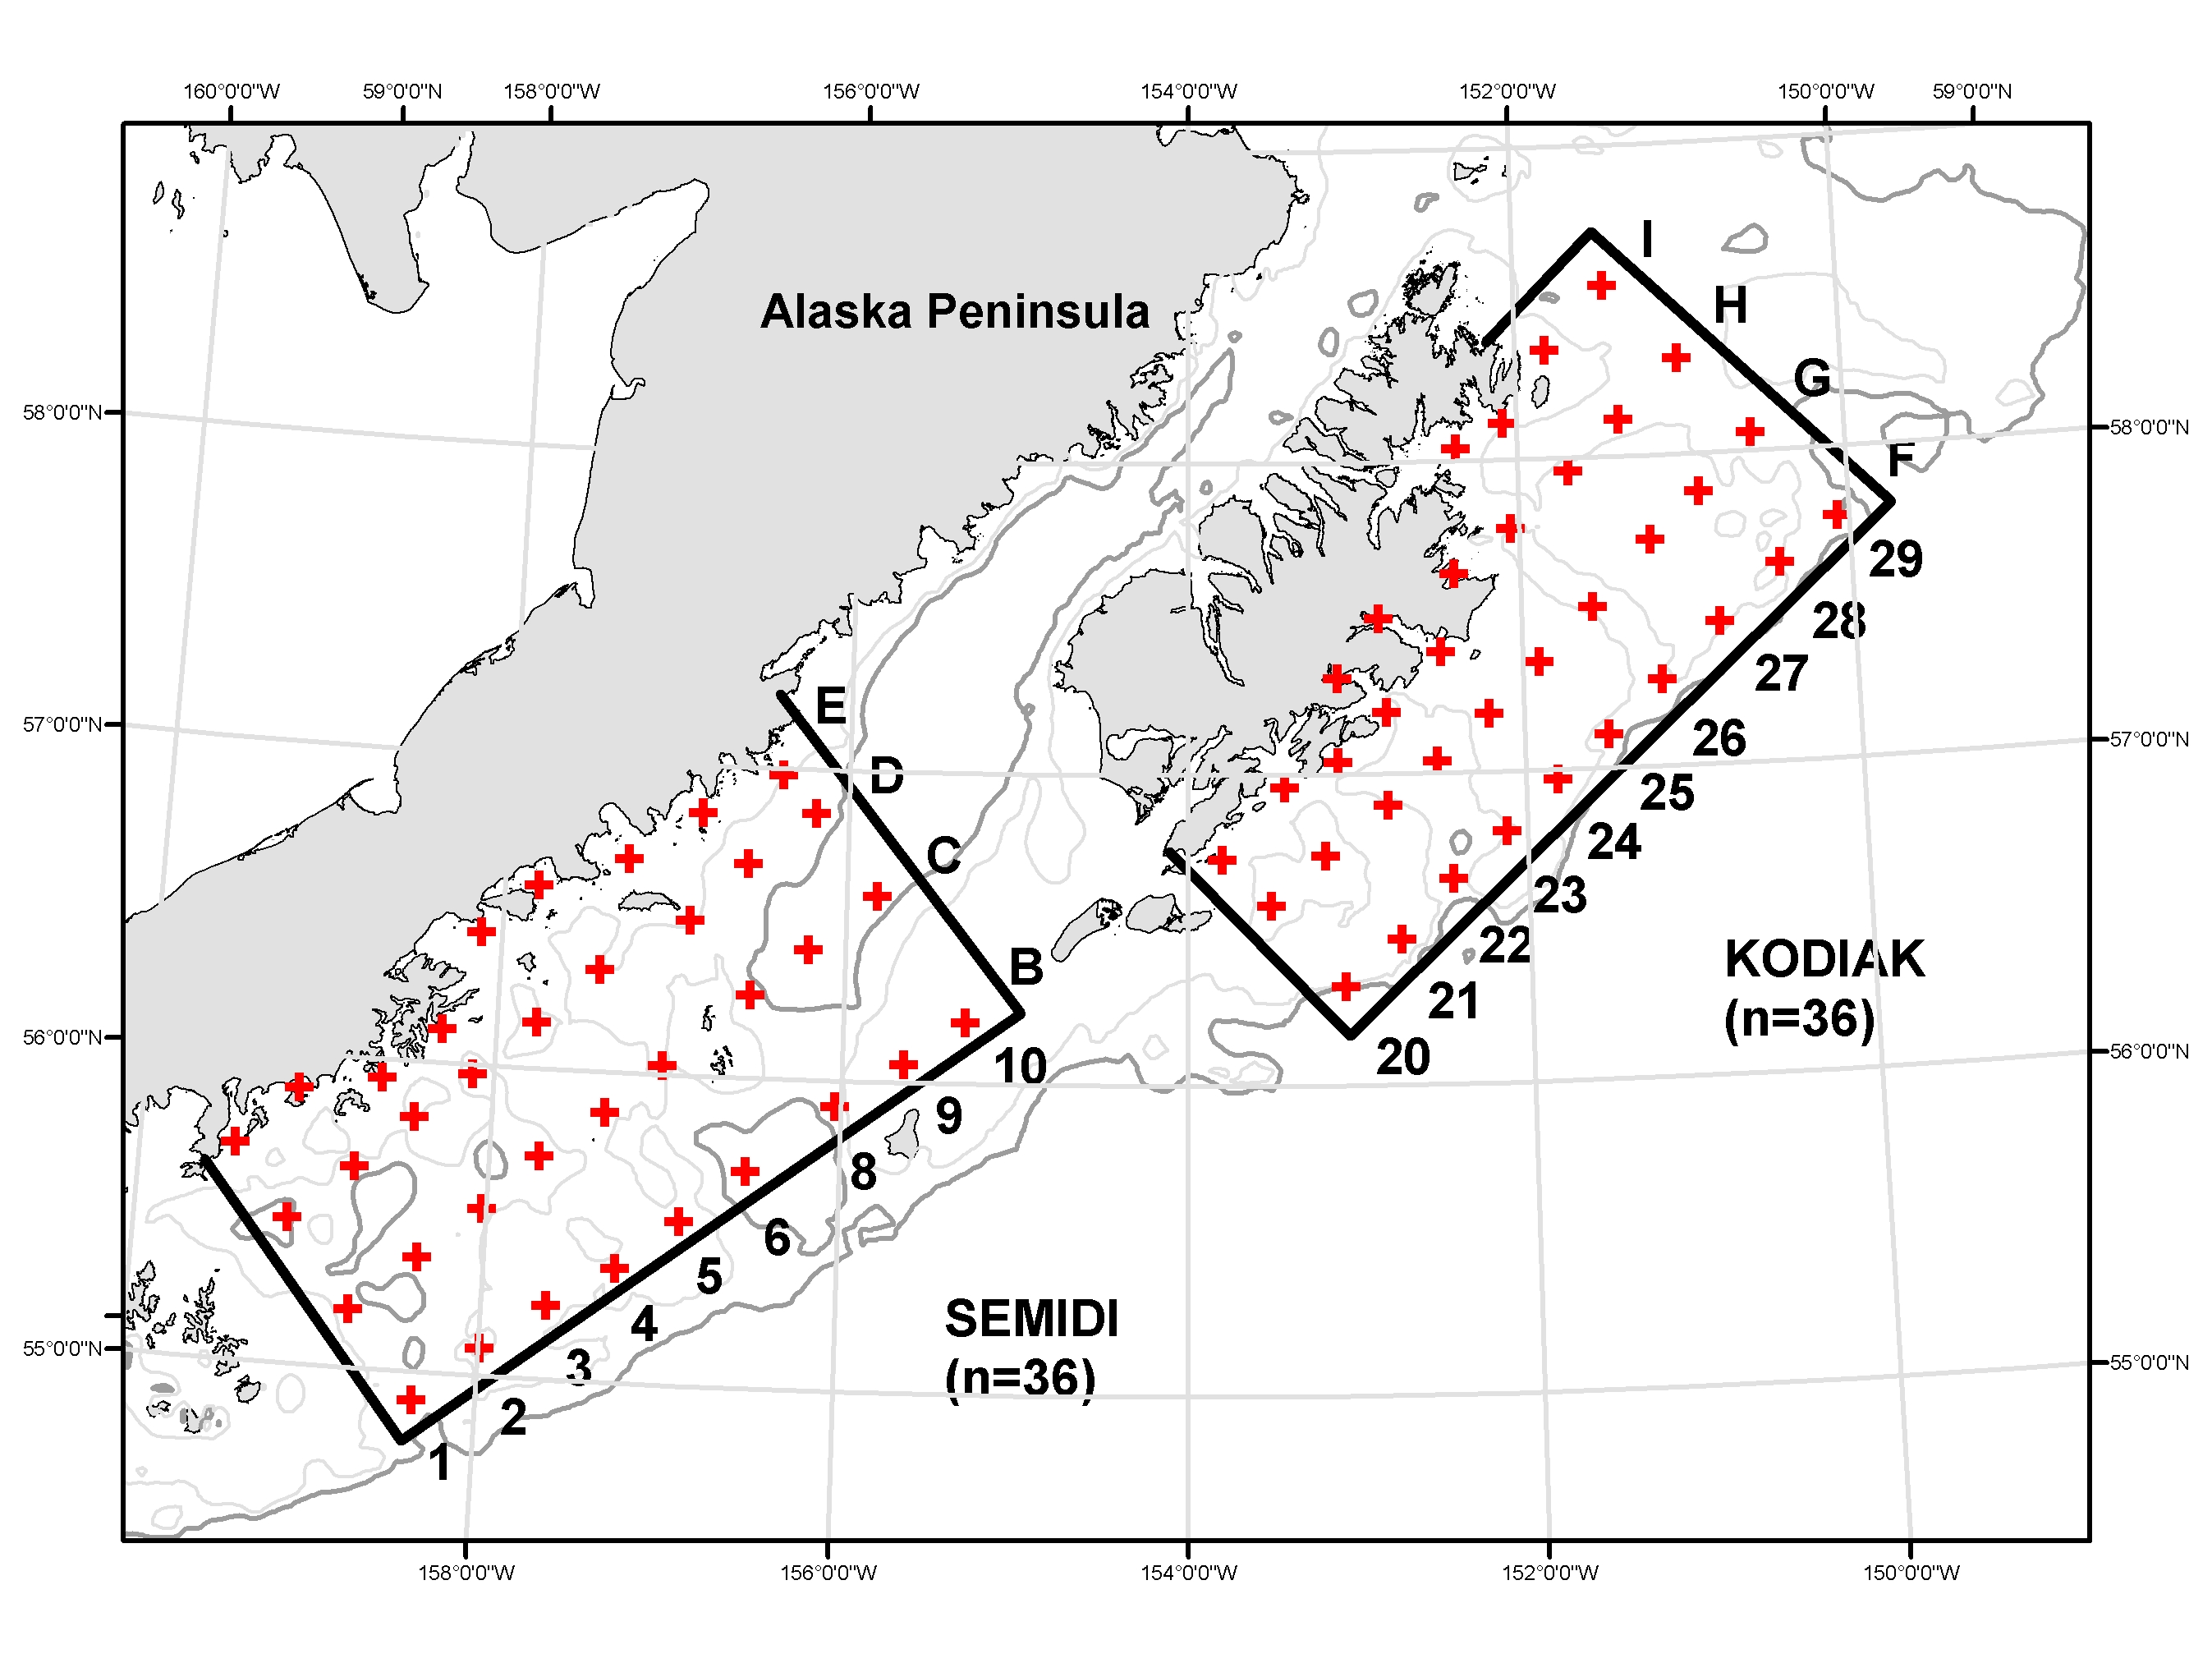 160°0'0"W
59°0'0"N
158°0'0"W
156°0'0"W
154°0'0"W
152°0'0"W
150°0'0"W
59°0'0"N
I
H
Alaska Peninsula
G
58°0'0"N
58°0'0"N
F
29
28
27
E
57°0'0"N
57°0'0"N
26
D
25
24
C
23
22
KODIAK
(n=36)
B
21
20
56°0'0"N
56°0'0"N
10
9
8
6
5
4
SEMIDI
(n=36)
3
55°0'0"N
55°0'0"N
2
1
158°0'0"W
156°0'0"W
154°0'0"W
152°0'0"W
150°0'0"W